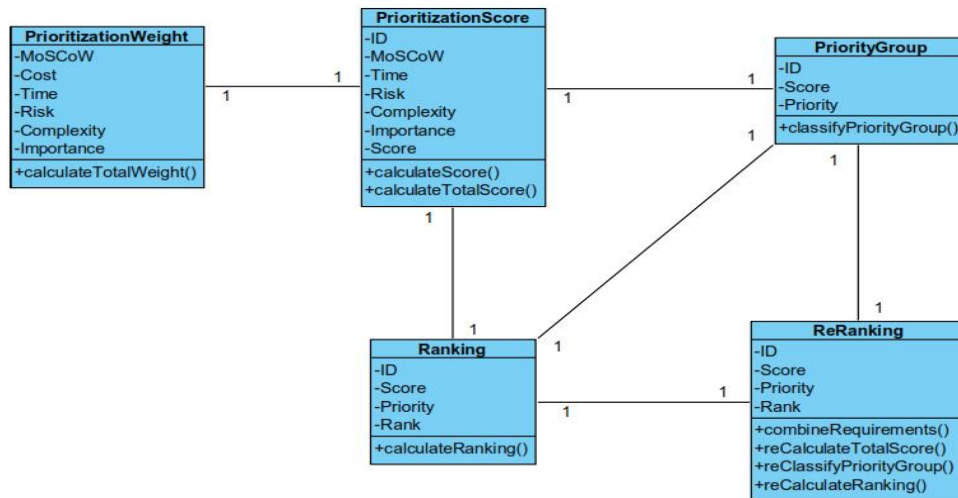 PrioritizationWeight
-MoSCoW
-Cost
-Time
-Risk
-Complexity
-Importance
+calculateTotalWeight()
1
1
PrioritizationScore
-ID
-MoSCoW
-Time
-Risk
-Complexity
-Importance
-Score
+calculateScore()
+calculateTotalScore()
1
1
PriorityGroup
-ID
-Score
-Priority
+classifyPriorityGroup()
1
1
1
1
1
1
Ranking
-ID
-Score
-Priority
-Rank
+calculateRanking()
1
1
ReRanking
-ID
-Score
-Priority
-Rank
+combineRequirements()
+reCalculateTotalScore()
+reClassifyPriorityGroup()
+reCalculateRanking()